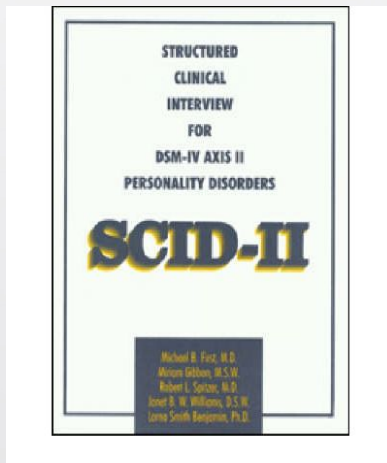 STRUCTURED
CLINICAL
INTERVIEW
FOR
DSM-IV AXIS II
PERSONALITY DISORDERS
SCID-II
Michael B. First, M.D.
Miriam Gibbon, M.S.W.
Robert L. Spitzer, M.D.
Janet B. W. Williams, D.S.W.
Lorna Smith Benjamin, Ph.D.